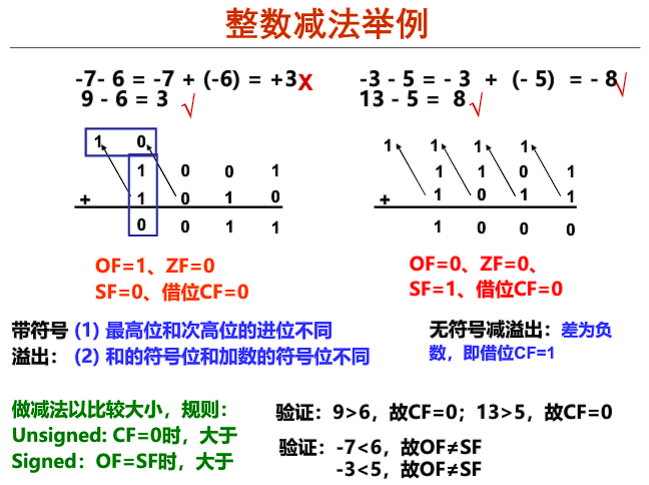 整数减法举例
-7- 6 = -7 + (-6) = +3X
9 - 6 = 3 √
-3 - 5 = - 3 + (- 5) = - 8√
13 - 5 = 8√
1 0
1 0 0 1
+ 1 0 1 0
0 0 1 1
1 1 1 1
1 1 0 1
+ 1 0 1 1
1 0 0 0
OF=1、ZF=0
SF=0、借位CF=0
OF=0、ZF=0、
SF=1、借位CF=0
带符号 (1) 最高位和次高位的进位不同
溢出: (2) 和的符号位和加数的符号位不同
无符号减溢出：差为负
数，即借位CF=1
做减法以比较大小，规则：
Unsigned: CF=0时，大于
Signed：OF=SF时，大于
验证：9>6，故CF=0；13>5，故CF=0
验证：-7<6，故OF≠SF
-3<5，故OF≠SF